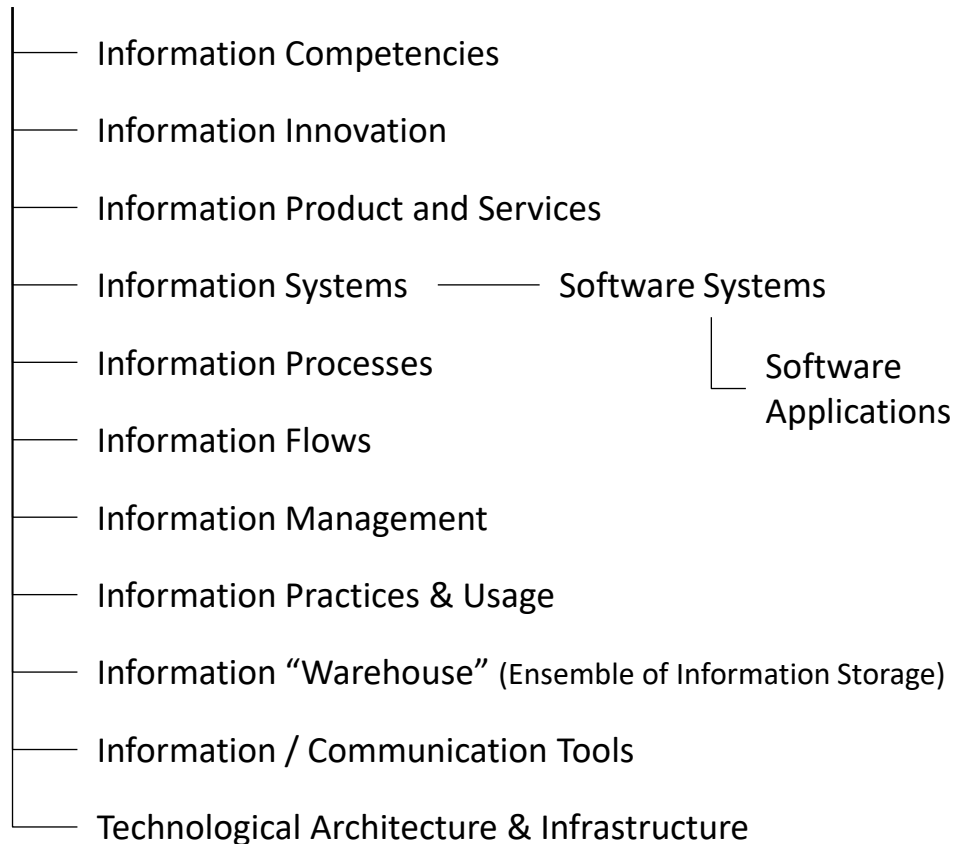 Information Competencies
Information Innovation
Information Product and Services
Information Systems
Software Systems
Information Processes
Software
Applications
Information Flows
Information Management
Information Practices & Usage
Information “Warehouse” (Ensemble of Information Storage)
Information / Communication Tools
Technological Architecture & Infrastructure